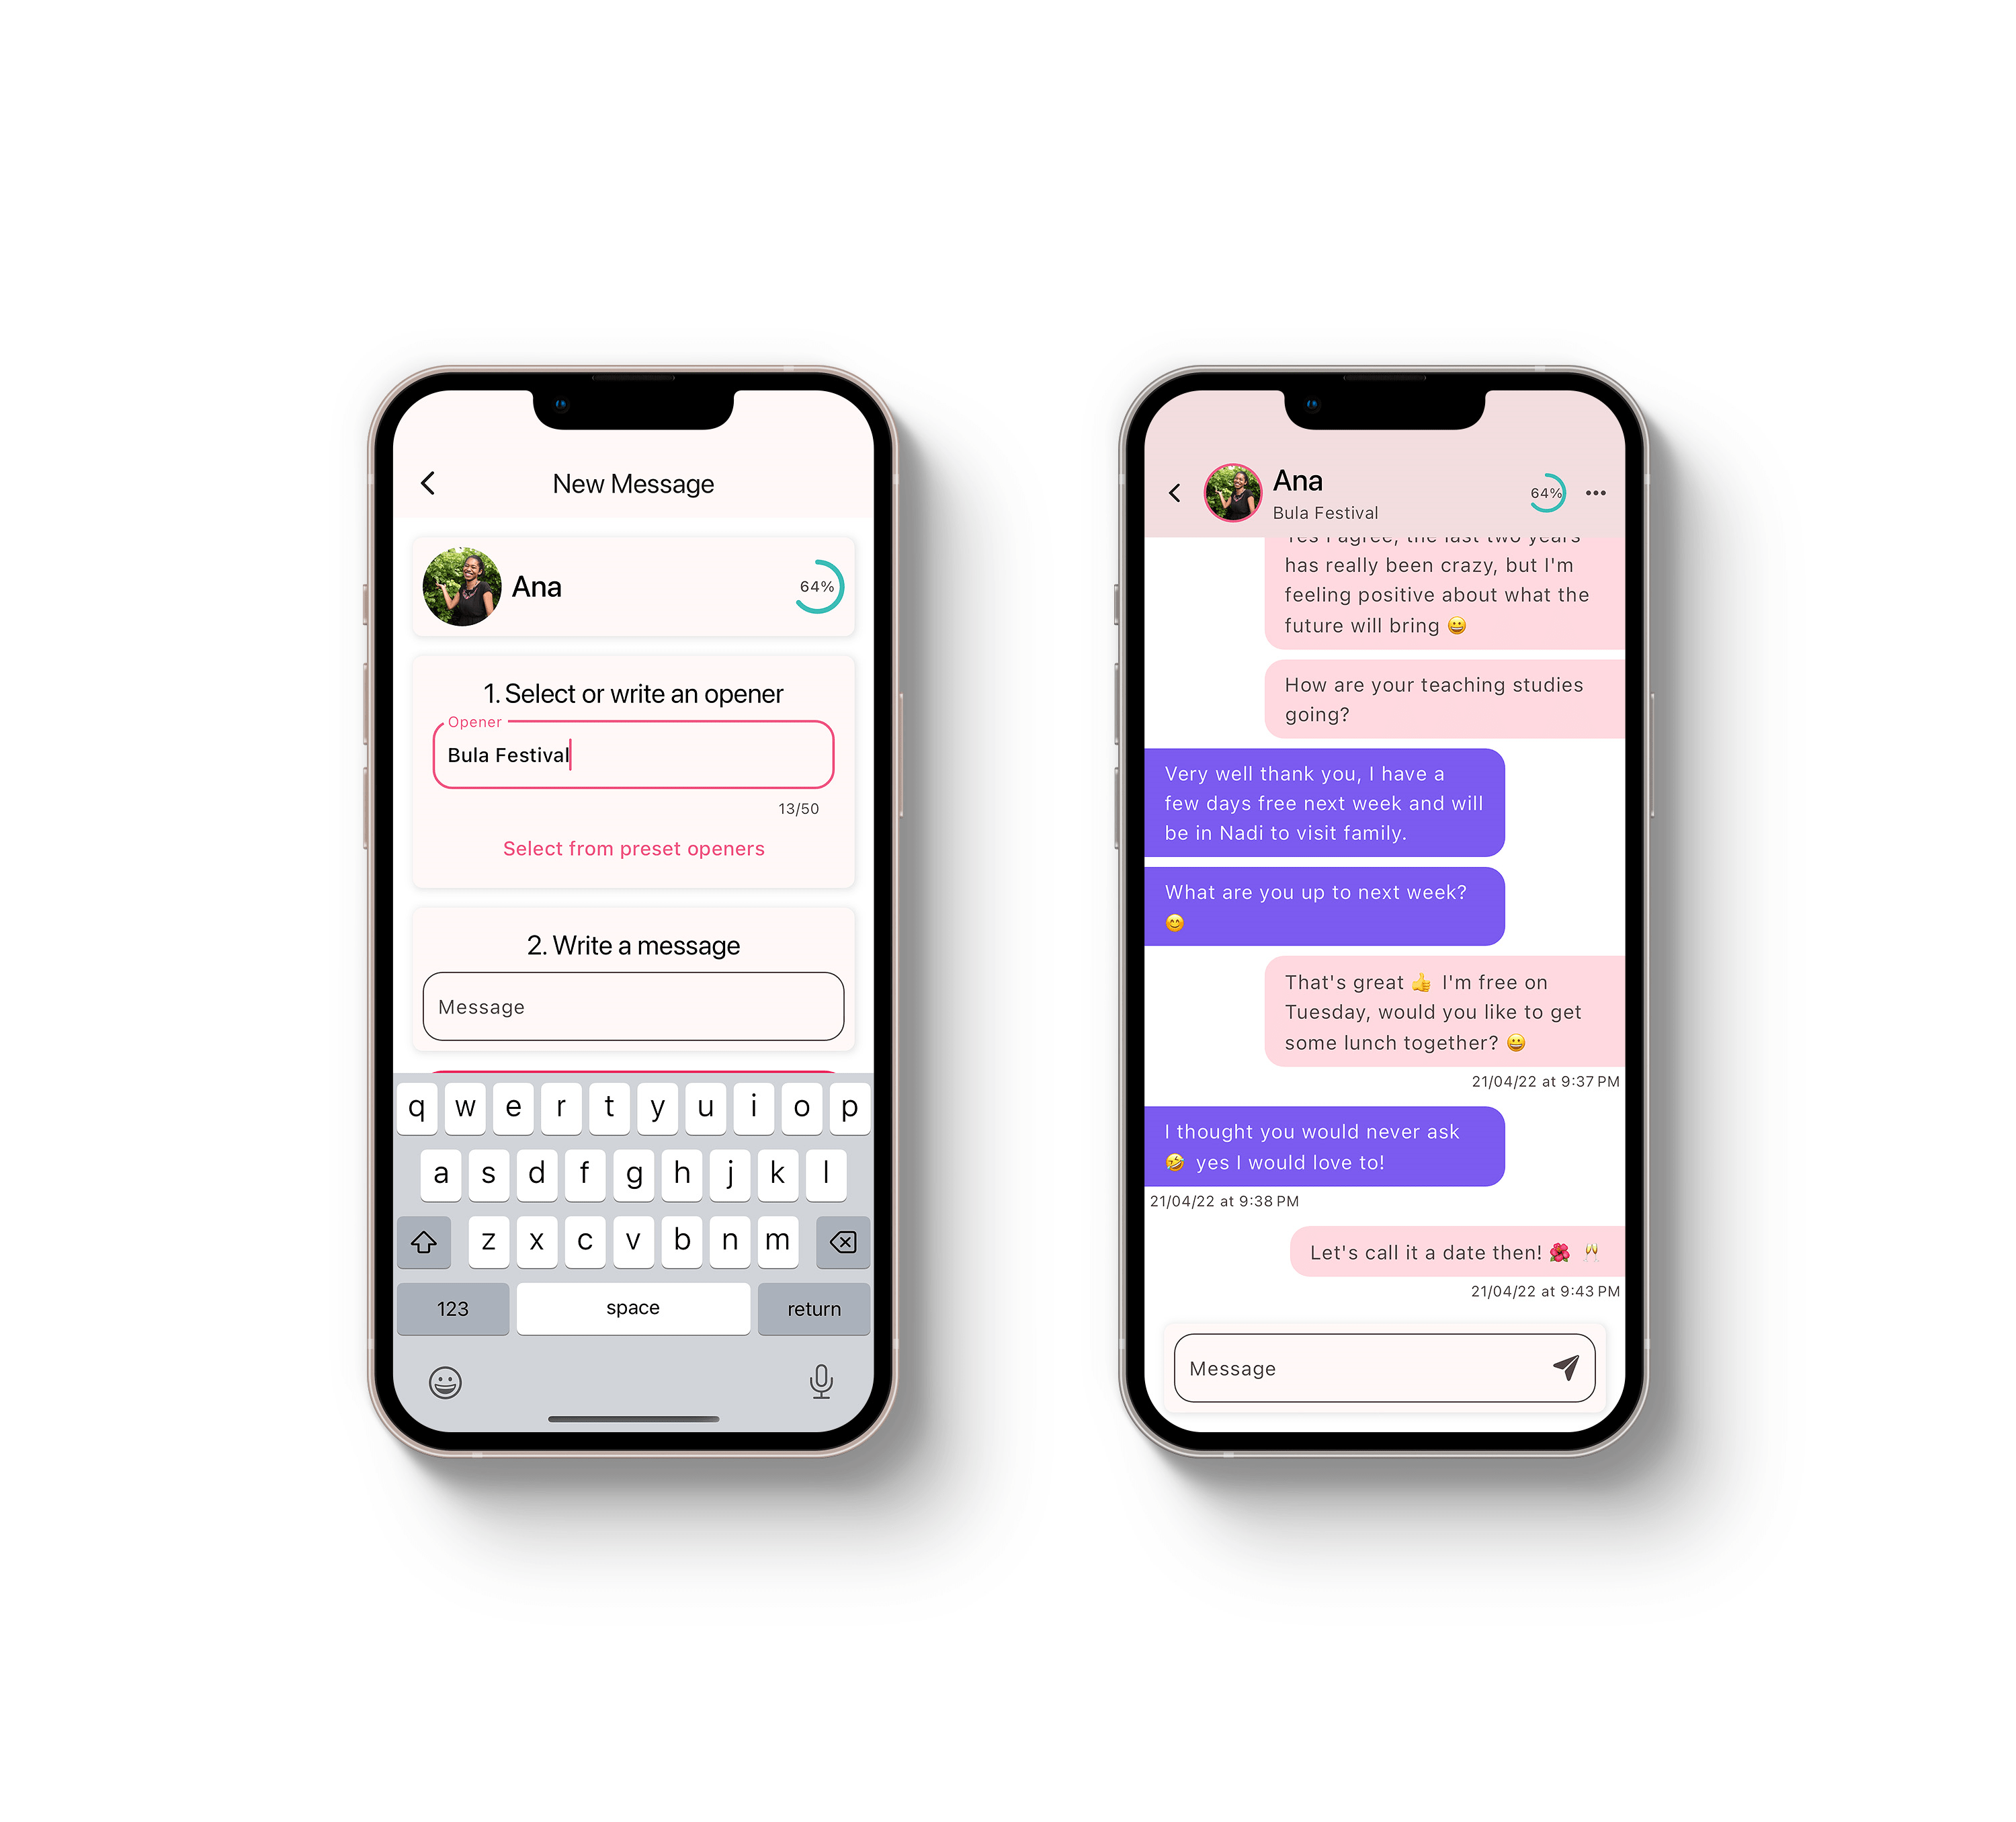 New Message
Ana
64%
1. Select or write an opener
Opener
Bula Festival
13/50
Select from preset openers
2. Write a message
Message
q w e r t y u i o p
a s d f g h j k l
z x c v b n m
123 space return
Ana
64%
Bula Festival
Yes I agree, the last two years
has really been crazy, but I'm
feeling positive about what the
future will bring 😀
How are your teaching studies
going?
Very well thank you, I have a
few days free next week and will
be in Nadi to visit family.
What are you up to next week?
😊
That's great 👍 I'm free on
Tuesday, would you like to get
some lunch together? 😀
21/04/22 at 9:37 PM
I thought you would never ask
🤣 yes I would love to!
21/04/22 at 9:38 PM
Let's call it a date then! 🌺 🥂
21/04/22 at 9:43 PM
Message